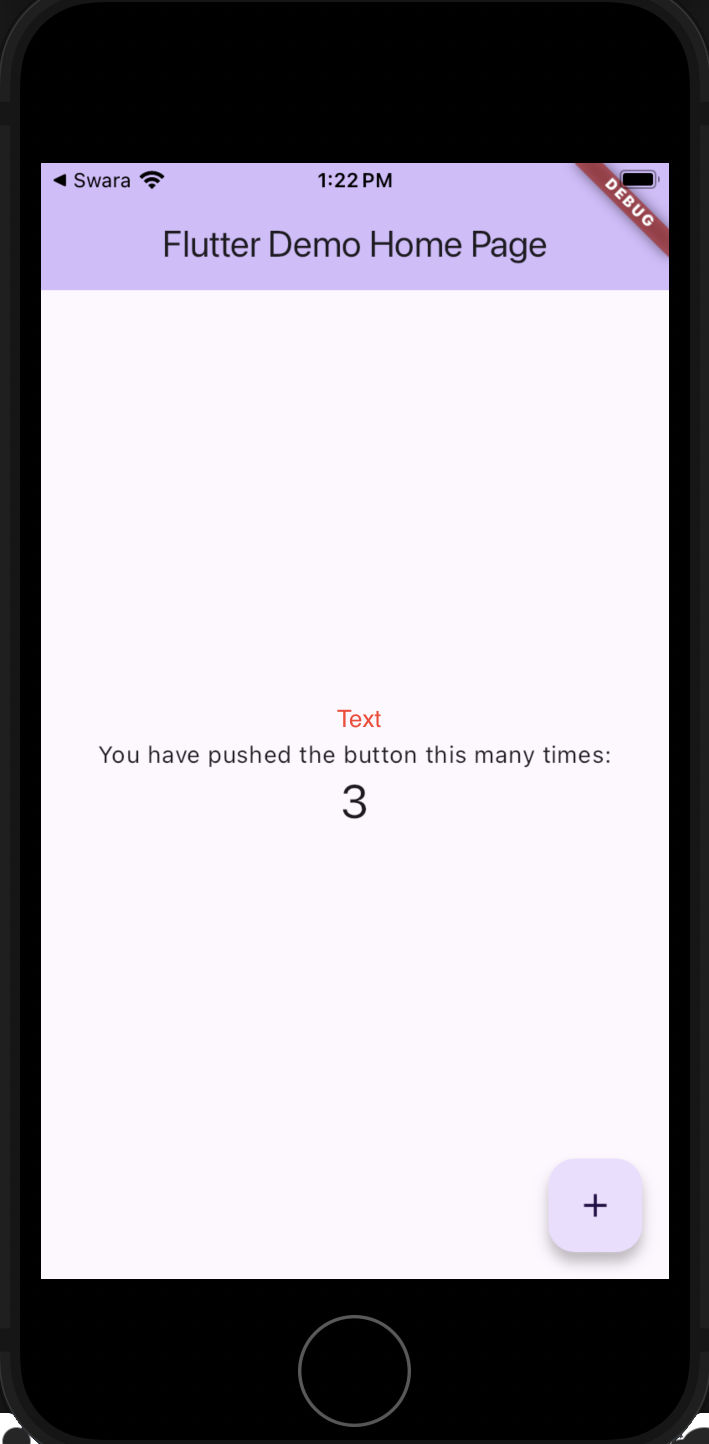 Swara 1:22 PM
DEBUG
Flutter Demo Home Page
Text
You have pushed the button this many times:
3
+